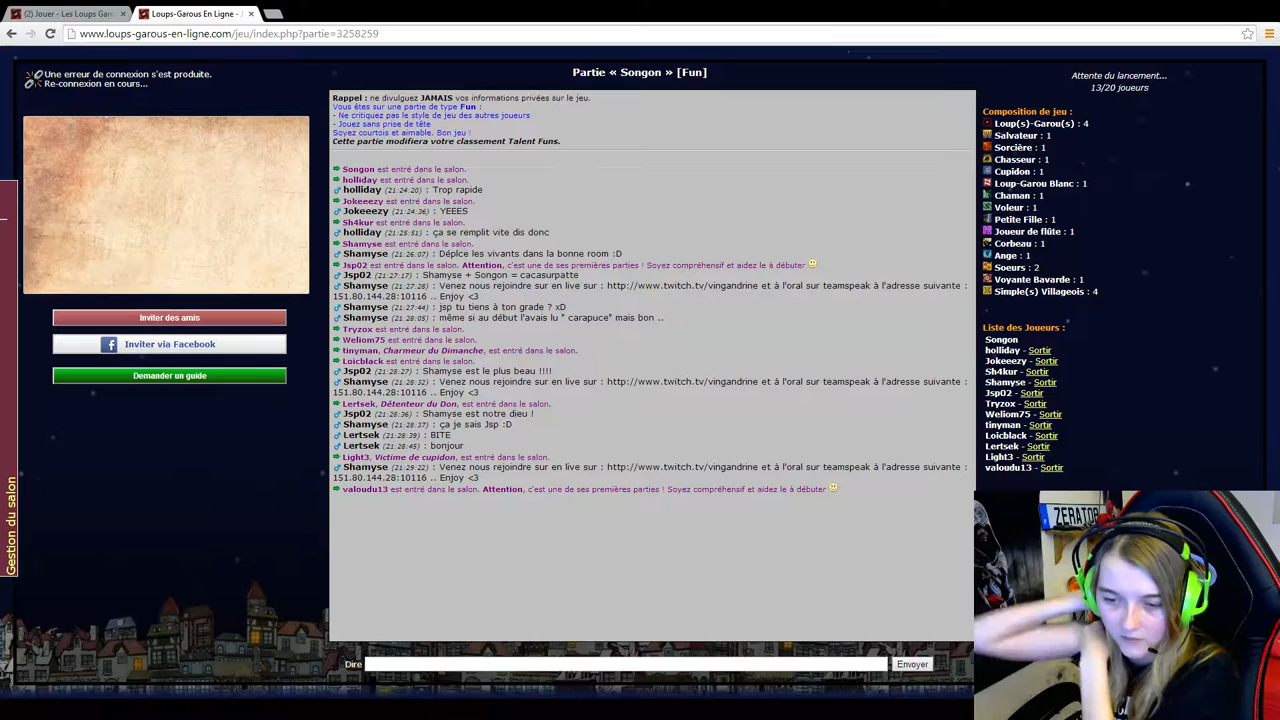 (2) Jouer - Les Loups Gar
Loups-Garous En Ligne - J
www.loups-garous-en-ligne.com/jeu/index.php?partie=3258259
Une erreur de connexion s'est produite.
Re-connexion en cours...
Inviter des amis
Inviter via Facebook
Demander un guide
Gestion du salon
Partie « Songon » [Fun]
Rappel : ne divulguez JAMAIS vos informations privées sur le jeu.
Vous êtes sur une partie de type Fun :
- Ne critiquez pas le style de jeu des autres joueurs
- Jouez sans prise de tête
Soyez courtois et aimable. Bon jeu !
Cette partie modifiera votre classement Talent Funs.
Songon est entré dans le salon.
holliday est entré dans le salon.
holliday (21:24:20) : Trop rapide
Jokeeezy est entré dans le salon.
Jokeeezy (21:24:36) : YEEES
Sh4kur est entré dans le salon.
holliday (21:25:51) : ça se remplit vite dis donc
Shamyse est entré dans le salon.
Shamyse (21:26:07) : Déplce les vivants dans la bonne room :D
Jsp02 est entré dans le salon. Attention, c'est une de ses premières parties ! Soyez compréhensif et aidez le à débuter
Jsp02 (21:27:17) : Shamyse + Songon = cacasurpatte
Shamyse (21:27:28) : Venez nous rejoindre sur en live sur : http://www.twitch.tv/vingandrine et à l'oral sur teamspeak à l'adresse suivante :
151.80.144.28:10116 .. Enjoy <3
Shamyse (21:27:44) : jsp tu tiens à ton grade ? xD
Shamyse (21:28:05) : même si au début l'avais lu " carapuce" mais bon ..
Tryzox est entré dans le salon.
Weliom75 est entré dans le salon.
tinyman, Charmeur du Dimanche, est entré dans le salon.
Loicblack est entré dans le salon.
Jsp02 (21:28:27) : Shamyse est le plus beau !!!!
Shamyse (21:28:32) : Venez nous rejoindre sur en live sur : http://www.twitch.tv/vingandrine et à l'oral sur teamspeak à l'adresse suivante :
151.80.144.28:10116 .. Enjoy <3
Lertsek, Détenteur du Don, est entré dans le salon.
Jsp02 (21:28:36) : Shamyse est notre dieu !
Shamyse (21:28:37) : ça je sais Jsp :D
Lertsek (21:28:39) : BITE
Lertsek (21:28:45) : bonjour
Light3, Victime de cupidon, est entré dans le salon.
Shamyse (21:29:22) : Venez nous rejoindre sur en live sur : http://www.twitch.tv/vingandrine et à l'oral sur teamspeak à l'adresse suivante :
151.80.144.28:10116 .. Enjoy <3
valoudu13 est entré dans le salon. Attention, c'est une de ses premières parties ! Soyez compréhensif et aidez le à débuter
Dire
Envoyer
Attente du lancement...
13/20 joueurs
Composition de jeu :
Loup(s)-Garou(s) : 4
Salvateur : 1
Sorcière : 1
Chasseur : 1
Cupidon : 1
Loup-Garou Blanc : 1
Chaman : 1
Voleur : 1
Petite Fille : 1
Joueur de flûte : 1
Corbeau : 1
Ange : 1
Soeurs : 2
Voyante Bavarde : 1
Simple(s) Villageois : 4
Liste des Joueurs :
Songon
holliday - Sortir
Jokeeezy - Sortir
Sh4kur - Sortir
Shamyse - Sortir
Jsp02 - Sortir
Tryzox - Sortir
Weliom75 - Sortir
tinyman - Sortir
Loicblack - Sortir
Lertsek - Sortir
Light3 - Sortir
valoudu13 - Sortir
ZERATOR